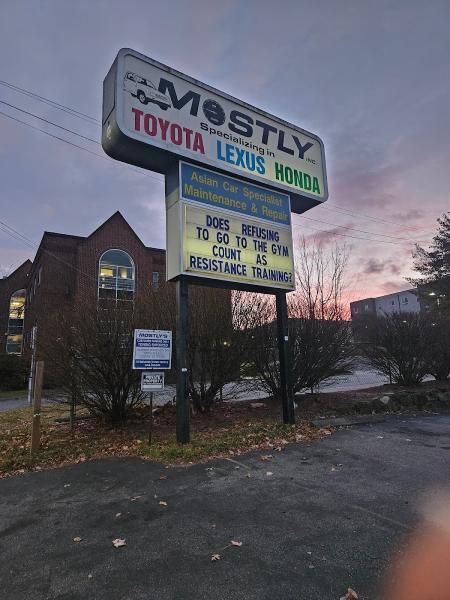 MOSTLY INC.
Specializing in
TOYOTA LEXUS HONDA
Asian Car Specialist
Maintenance & Repair
DOES REFUSING
TO GO TO THE GYM
COUNT AS
RESISTANCE TRAINING?
MOSTLY'S